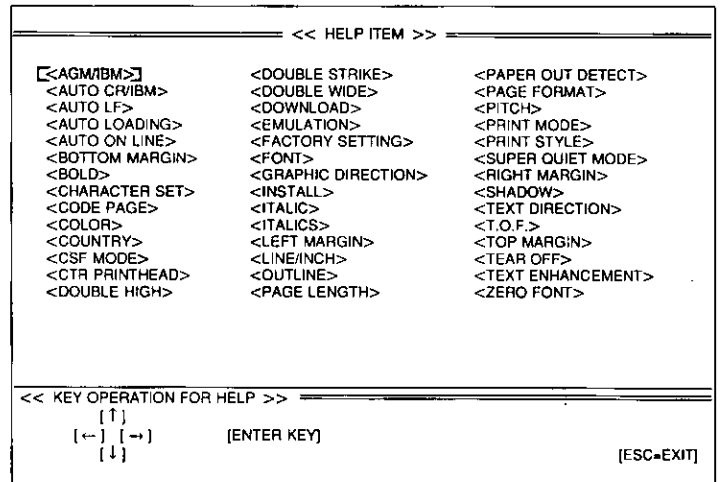 << HELP ITEM >>
[<AGM/IBM>] <DOUBLE STRIKE> <PAPER OUT DETECT>
<AUTO CR/IBM> <DOUBLE WIDE> <PAGE FORMAT>
<AUTO LF> <DOWNLOAD> <PITCH>
<AUTO LOADING> <EMULATION> <PRINT MODE>
<AUTO ON LINE> <FACTORY SETTING> <PRINT STYLE>
<BOTTOM MARGIN> <FONT> <SUPER QUIET MODE>
<BOLD> <GRAPHIC DIRECTION> <RIGHT MARGIN>
<CHARACTER SET> <INSTALL> <SHADOW>
<CODE PAGE> <ITALIC> <TEXT DIRECTION>
<COLOR> <ITALICS> <T.O.F.>
<COUNTRY> <LEFT MARGIN> <TOP MARGIN>
<CSF MODE> <LINE/INCH> <TEAR OFF>
<CTR PRINTHEAD> <OUTLINE> <TEXT ENHANCEMENT>
<DOUBLE HIGH> <PAGE LENGTH> <ZERO FONT>
<< KEY OPERATION FOR HELP >>
[↑]
[←] [→] [ENTER KEY]
[↓] [ESC=EXIT]